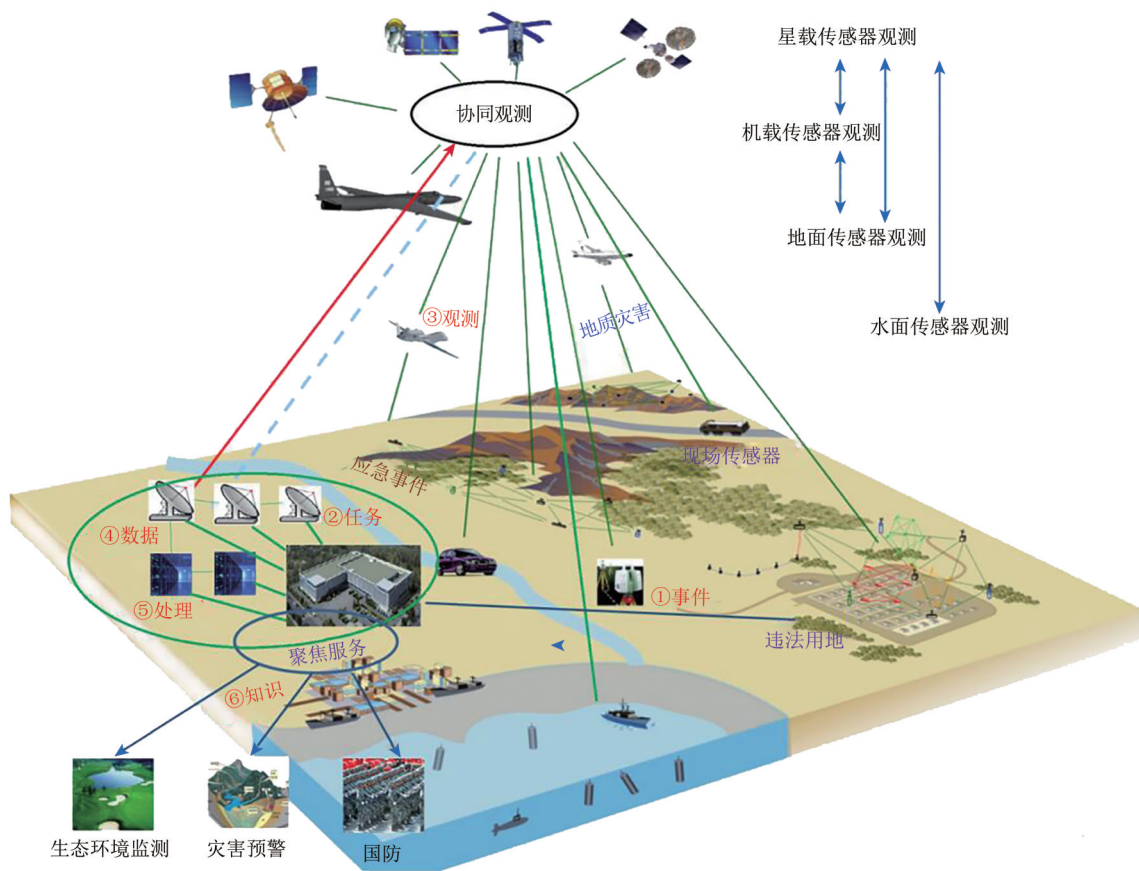 星载传感器观测
协同观测
机载传感器观测
地面传感器观测
③观测
地质灾害
水面传感器观测
现场传感器
应急事件
②任务
④数据
⑤处理
①事件
违法用地
聚焦服务
⑥知识
生态环境监测
灾害预警
国防